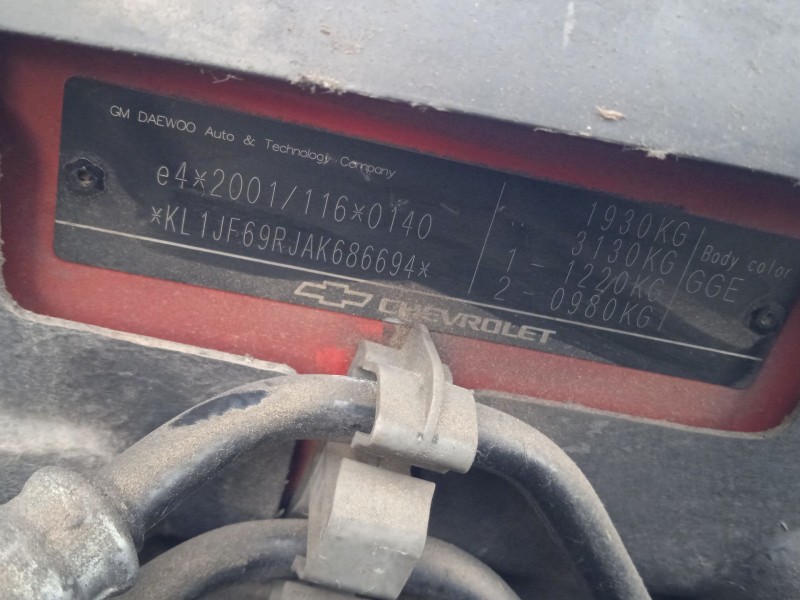 GM DAEWOO Auto & Technology Company
e4*2001/116*0140
*KL1JF69RJAK686694*
1930KG
3130KG
1 - 1220KG
2 - 0980KG
Body color
GGE
CHEVROLET